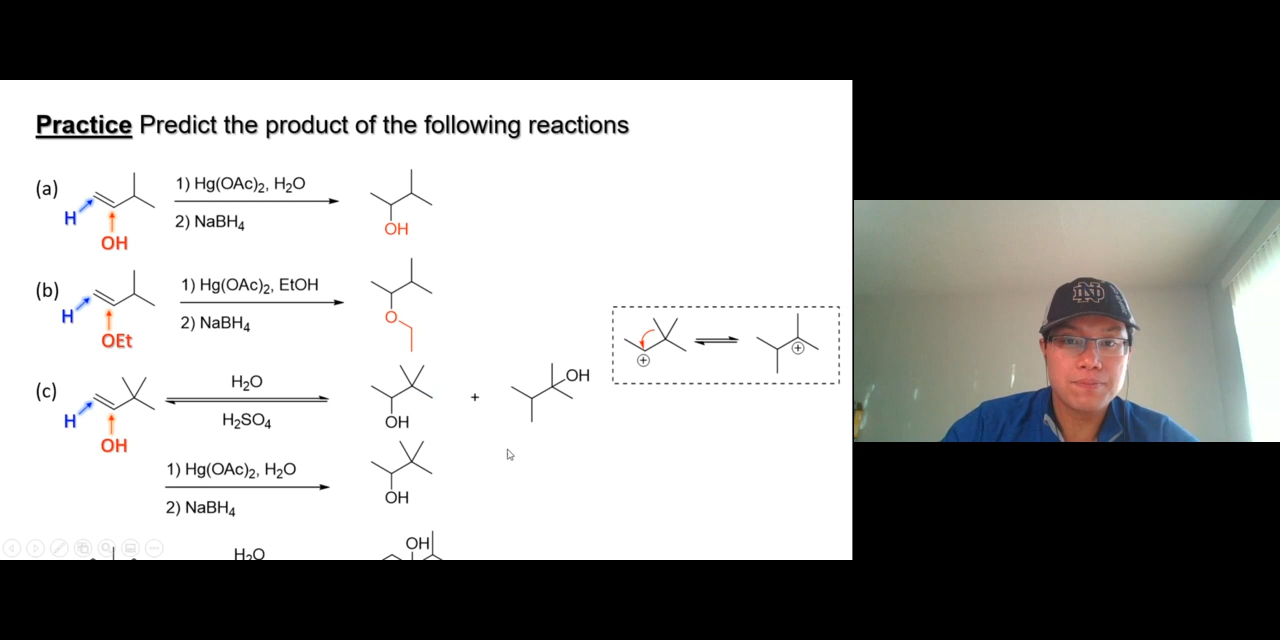 Practice Predict the product of the following reactions
(a)
H
OH
1) Hg(OAc)₂, H₂O
2) NaBH₄
OH
(b)
H
OEt
1) Hg(OAc)₂, EtOH
2) NaBH₄
O
(c)
H
OH
H₂O
H₂SO₄
OH
+
OH
+
+
1) Hg(OAc)₂, H₂O
2) NaBH₄
OH
H₂O
OH
ND